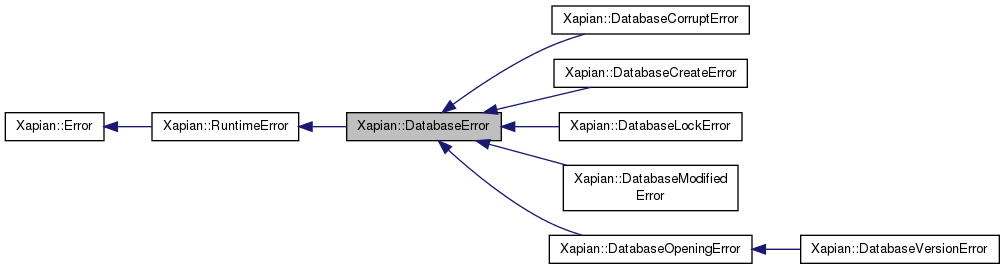 Xapian::DatabaseCorruptError
Xapian::DatabaseCreateError
Xapian::Error
Xapian::RuntimeError
Xapian::DatabaseError
Xapian::DatabaseLockError
Xapian::DatabaseModified
Error
Xapian::DatabaseOpeningError
Xapian::DatabaseVersionError